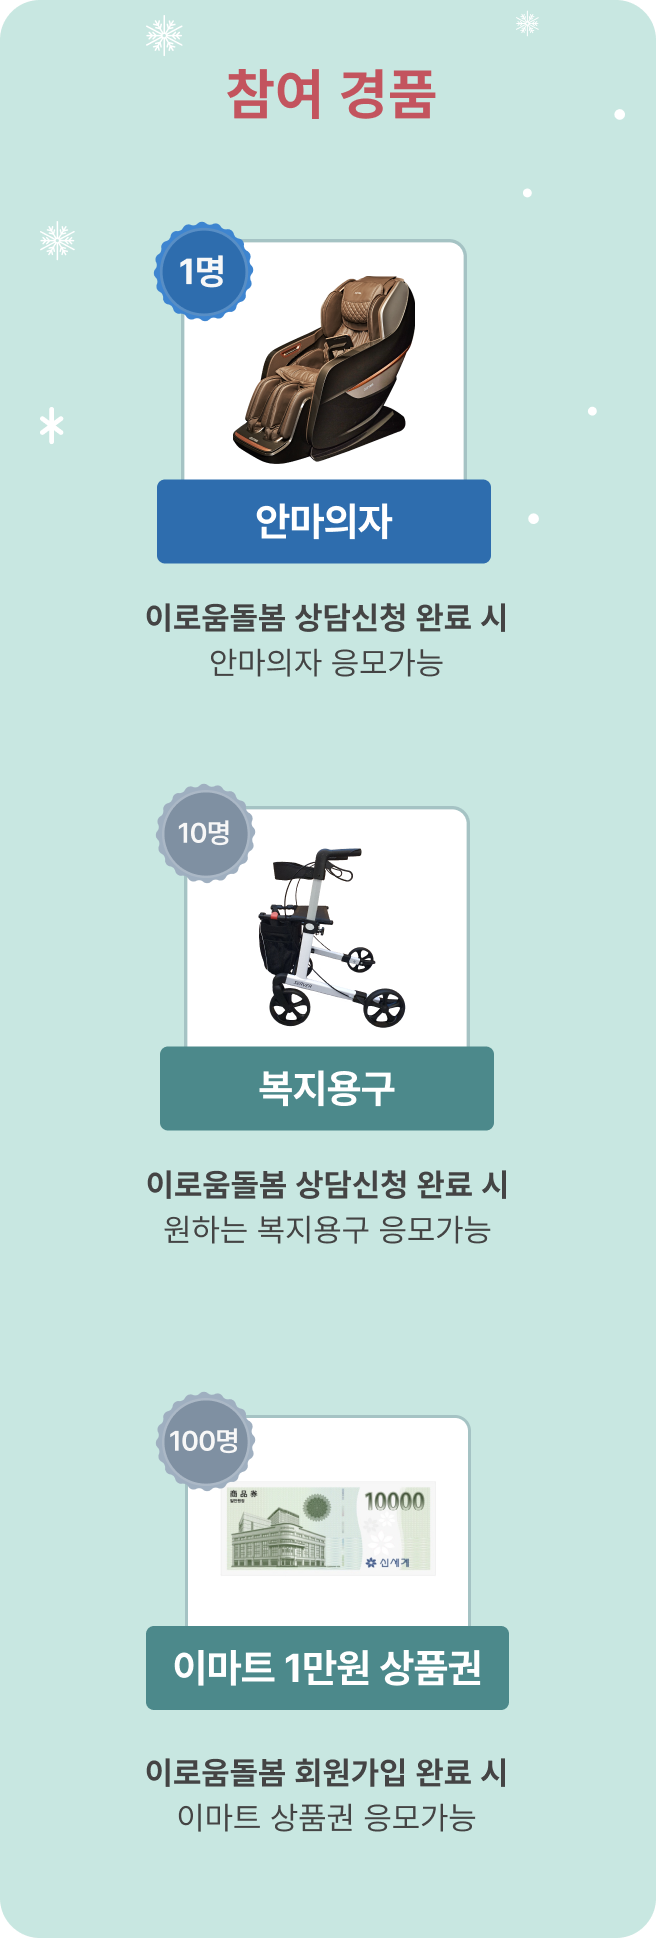 참여 경품
1명
안마의자
이로움돌봄 상담신청 완료 시
안마의자 응모가능
10명
복지용구
이로움돌봄 상담신청 완료 시
원하는 복지용구 응모가능
100명
商品券
10000
신세계
이마트 1만원 상품권
이로움돌봄 회원가입 완료 시
이마트 상품권 응모가능